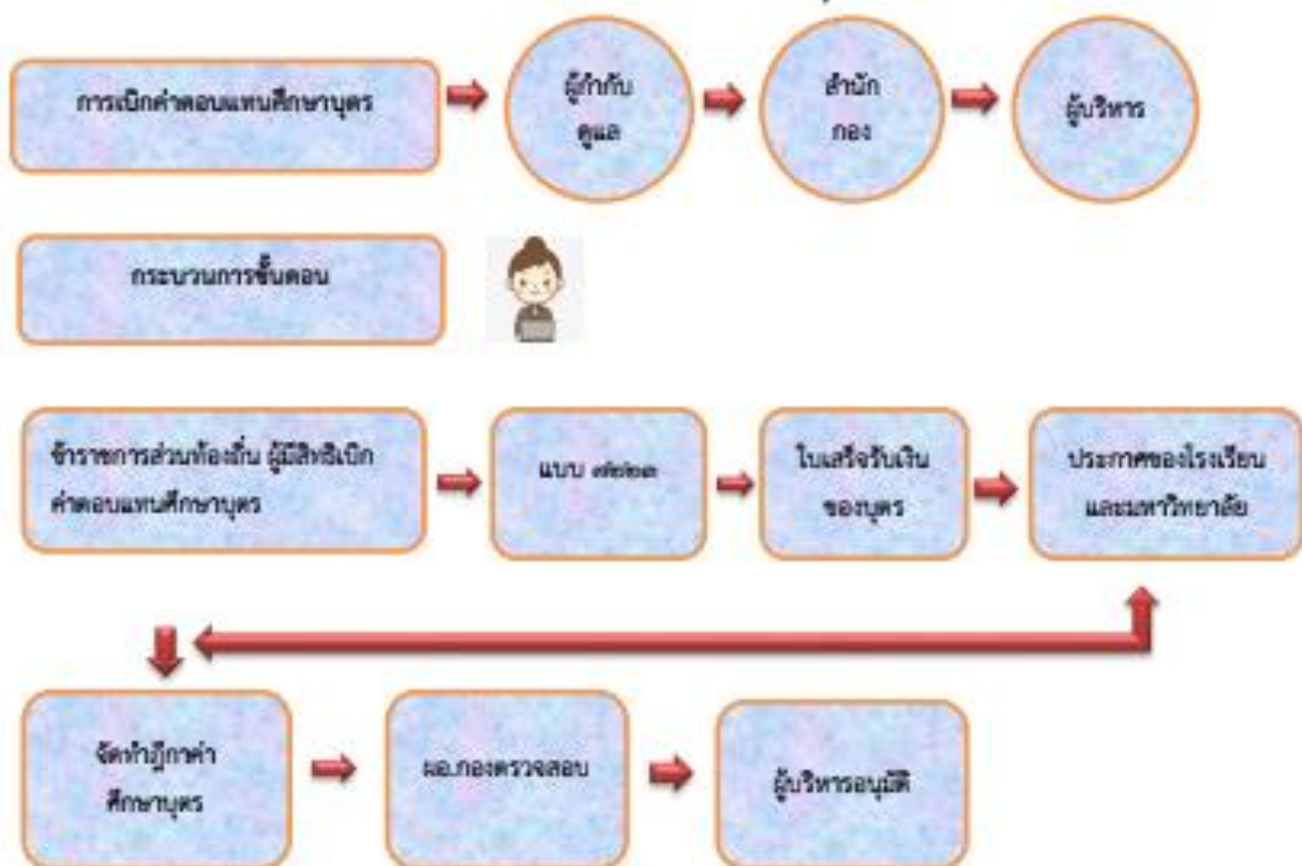 การเบิกค่าตอบแทนศึกษาบุตร
ผู้กำกับ
ดูแล
สำนัก
กอง
ผู้บริหาร
กระบวนการขั้นตอน
ข้าราชการส่วนท้องถิ่น ผู้มีสิทธิเบิก
ค่าตอบแทนศึกษาบุตร
แบบ
ใบเสร็จรับเงิน
ของบุตร
ประกาศของโรงเรียน
และมหาวิทยาลัย
จัดทำฎีกาค่า
ศึกษาบุตร
ผอ.กองตรวจสอบ
ผู้บริหารอนุมัติ